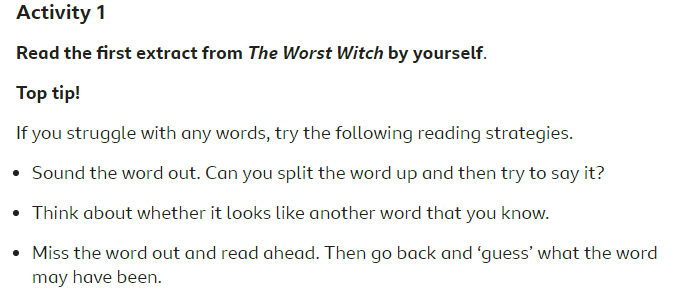 Activity 1
Read the first extract from The Worst Witch by yourself.
Top tip!
If you struggle with any words, try the following reading strategies.
• Sound the word out. Can you split the word up and then try to say it?
• Think about whether it looks like another word that you know.
• Miss the word out and read ahead. Then go back and ‘guess’ what the word
may have been.